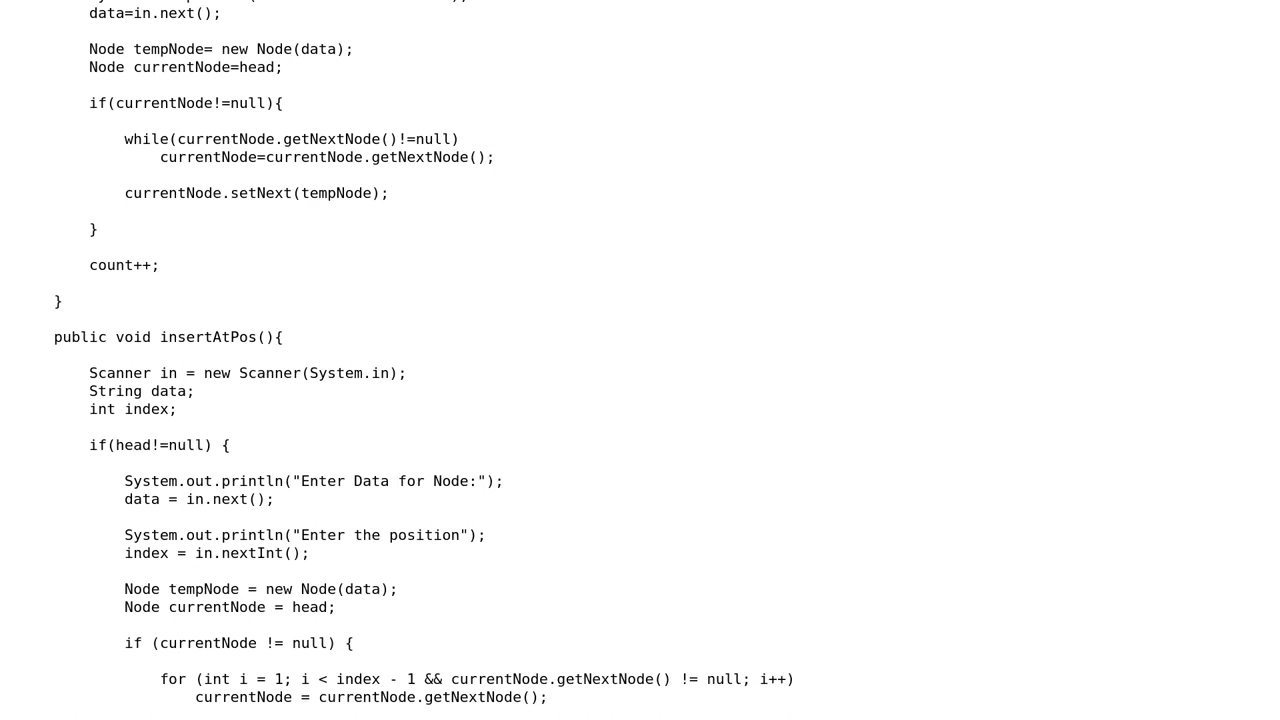 data=in.next();
Node tempNode= new Node(data);
Node currentNode=head;
if(currentNode!=null){
while(currentNode.getNextNode()!=null)
currentNode=currentNode.getNextNode();
currentNode.setNext(tempNode);
}
count++;
}
public void insertAtPos(){
Scanner in = new Scanner(System.in);
String data;
int index;
if(head!=null) {
System.out.println("Enter Data for Node:");
data = in.next();
System.out.println("Enter the position");
index = in.nextInt();
Node tempNode = new Node(data);
Node currentNode = head;
if (currentNode != null) {
for (int i = 1; i < index - 1 && currentNode.getNextNode() != null; i++)
currentNode = currentNode.getNextNode();